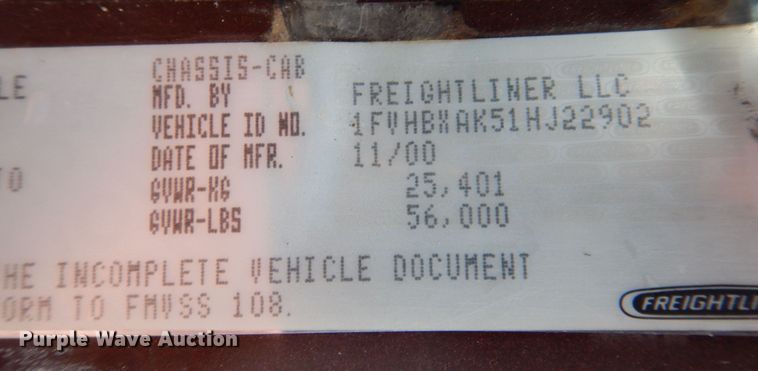 CHASSIS-CAB
LE
MFD. BY FREIGHTLINER LLC
VEHICLE ID NO. 1FVHBXAK51HJ22902
DATE OF MFR. 11/00
TO
GVWR-KG 25,401
GVWR-LBS 56,000
HE INCOMPLETE VEHICLE DOCUMENT
ORM TO FMVSS 108.
FREIGHTLI
Purple Wave Auction